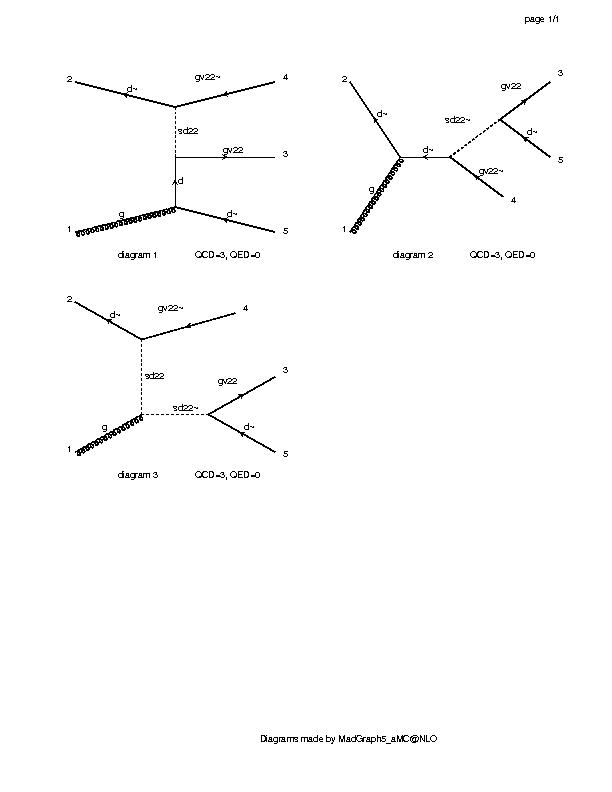 page 1/1
2
d~
gv22~
4
sd22
gv22
3
d
g
1
d~
5
diagram 1 QCD=3, QED=0
2
d~
gv22
3
sd22~
d~
5
d~
gv22~
4
g
1
diagram 2 QCD=3, QED=0
2
d~
gv22~
4
sd22
gv22
3
sd22~
g
1
d~
5
diagram 3 QCD=3, QED=0
Diagrams made by MadGraph5_aMC@NLO